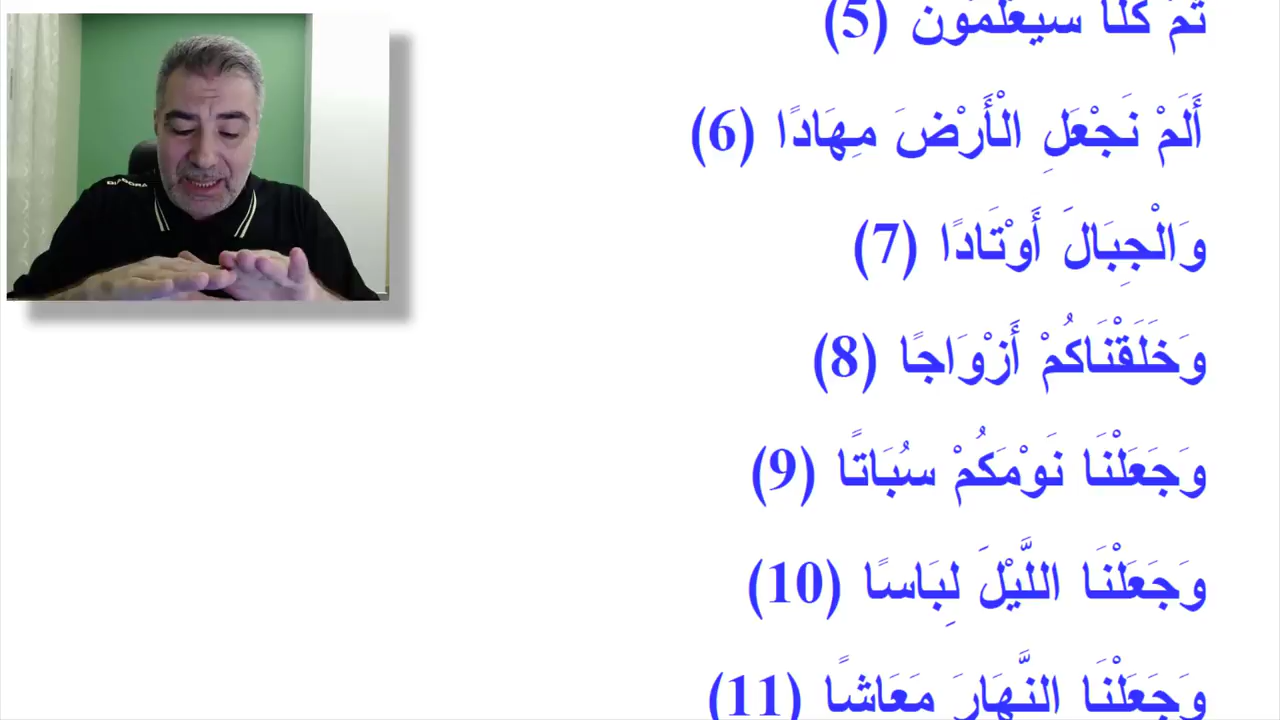 ثُمَّ كَلَّا سَيَعْلَمُونَ (5)
أَلَمْ نَجْعَلِ الْأَرْضَ مِهَادًا (6)
وَالْجِبَالَ أَوْتَادًا (7)
وَخَلَقْنَاكُمْ أَزْوَاجًا (8)
وَجَعَلْنَا نَوْمَكُمْ سُبَاتًا (9)
وَجَعَلْنَا اللَّيْلَ لِبَاسًا (10)
وَجَعَلْنَا النَّهَارَ مَعَاشًا (11)
DIADORA